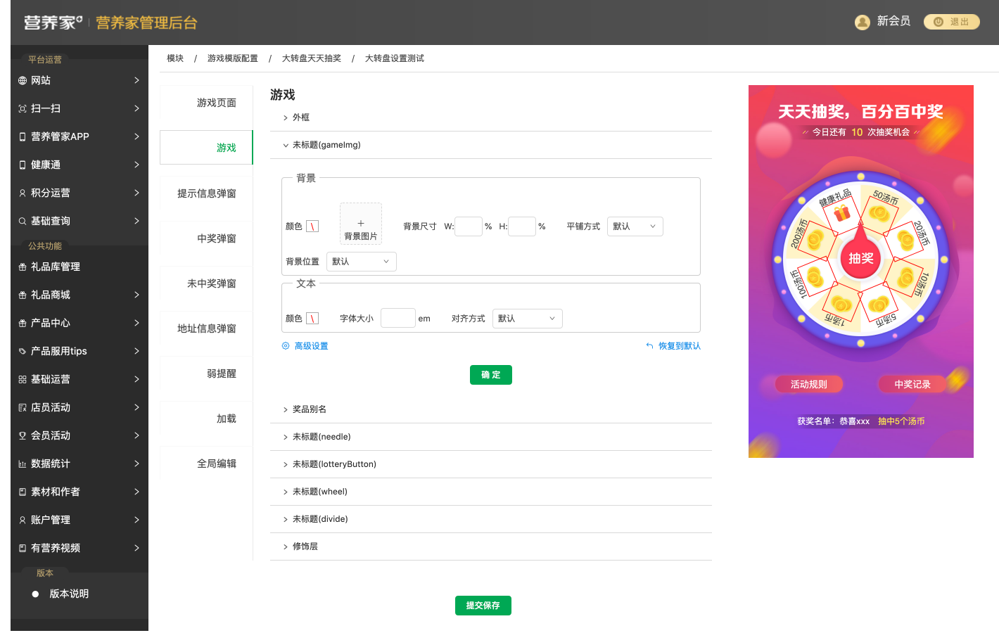 营养家 营养家管理后台
新会员
退出
平台运营
网站
扫一扫
营养管家APP
健康通
积分运营
基础查询
公共功能
礼品库管理
礼品商城
产品中心
产品服用tips
基础运营
店员活动
会员活动
数据统计
素材和作者
账户管理
有营养视频
版本
版本说明
模块 / 游戏模版配置 / 大转盘天天抽奖 / 大转盘设置测试
游戏页面
游戏
提示信息弹窗
中奖弹窗
未中奖弹窗
地址信息弹窗
弱提醒
加载
全局编辑
游戏
外框
未标题(gameImg)
背景
颜色 \ + 背景图片 背景尺寸 W: % H: % 平铺方式 默认
背景位置 默认
文本
颜色 \ 字体大小 em 对齐方式 默认
高级设置 恢复到默认
确 定
奖品别名
未标题(needle)
未标题(lotteryButton)
未标题(wheel)
未标题(divide)
修饰层
提交保存
天天抽奖，百分百中奖
今日还有 10 次抽奖机会
健康礼品
50汤币
20汤币
10汤币
5汤币
1汤币
100汤币
200汤币
抽奖
活动规则 中奖记录
获奖名单：恭喜xxx 抽中5个汤币